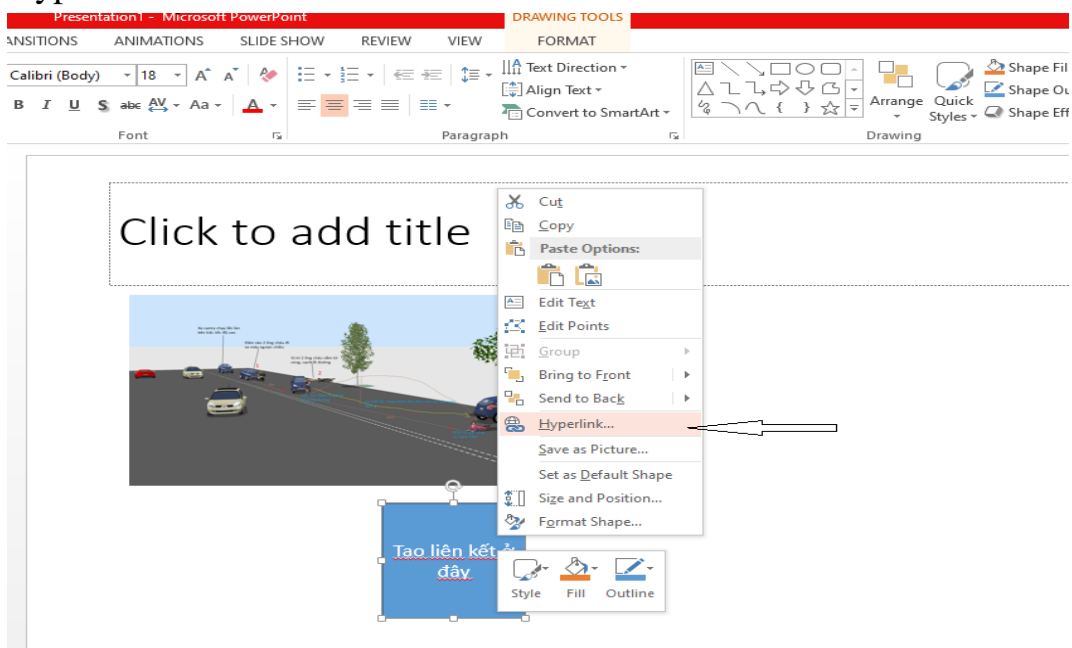 Presentation1 - Microsoft PowerPoint
DRAWING TOOLS
ANSITIONS ANIMATIONS SLIDE SHOW REVIEW VIEW FORMAT
Calibri (Body) 18 A A
Text Direction
Shape Fil
Align Text
Shape Ou
B I U S abc AV Aa A
Convert to SmartArt
Arrange
Quick
Styles
Shape Eff
Font Paragraph Drawing
Click to add title
Cut
Copy
Paste Options:
Edit Text
Edit Points
Group
Bring to Front
Send to Back
Hyperlink...
Save as Picture...
Set as Default Shape
Size and Position...
Format Shape...
1
2
Tao liên kết ở
đây
Style Fill Outline